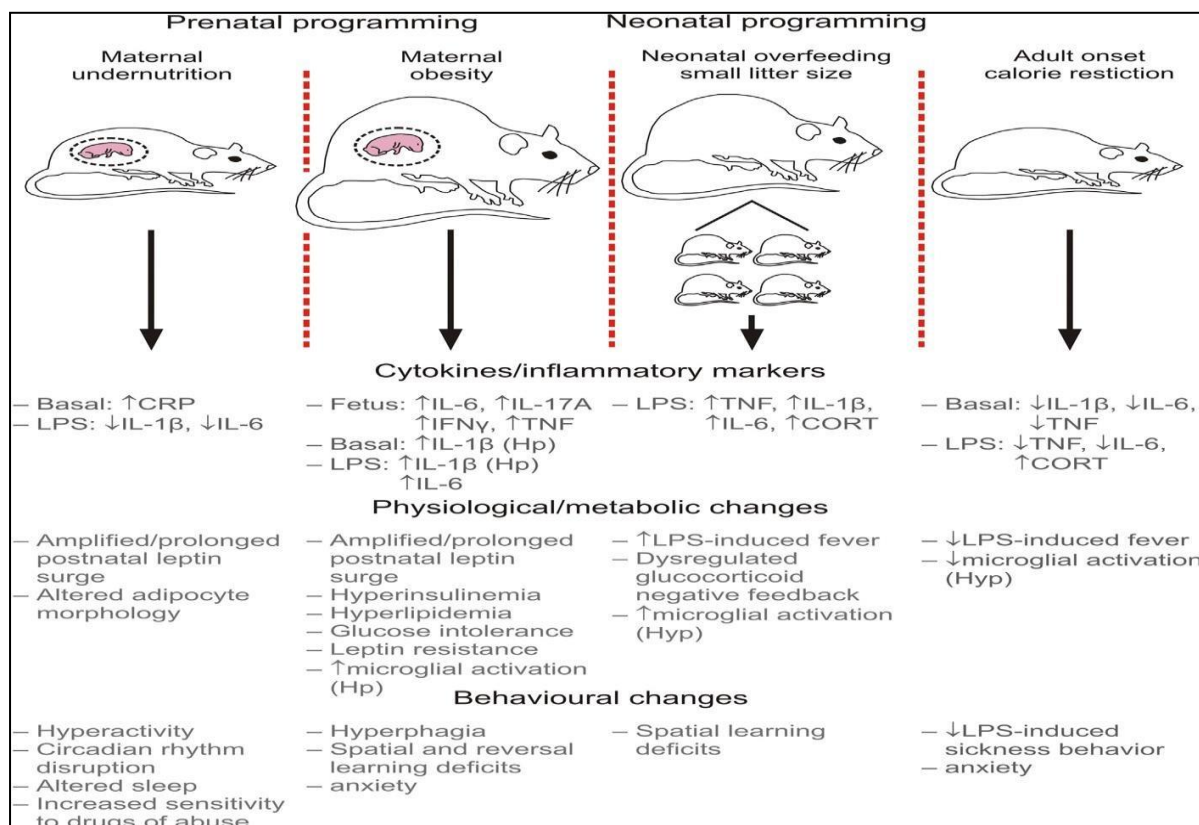 Prenatal programming
Neonatal programming
Maternal
undernutrition
Maternal
obesity
Neonatal overfeeding
small litter size
Adult onset
calorie restiction
Cytokines/inflammatory markers
– Basal: ↑CRP
– LPS: ↓IL-1β, ↓IL-6
– Fetus: ↑IL-6, ↑IL-17A
↑IFNγ, ↑TNF
– Basal: ↑IL-1β (Hp)
– LPS: ↑IL-1β (Hp)
↑IL-6
– LPS: ↑TNF, ↑IL-1β,
↑IL-6, ↑CORT
– Basal: ↓IL-1β, ↓IL-6,
↓TNF
– LPS: ↓TNF, ↓IL-6,
↑CORT
Physiological/metabolic changes
– Amplified/prolonged
postnatal leptin
surge
– Altered adipocyte
morphology
– Amplified/prolonged
postnatal leptin
surge
– Hyperinsulinemia
– Hyperlipidemia
– Glucose intolerance
– Leptin resistance
– ↑microglial activation
(Hp)
– ↑LPS-induced fever
– Dysregulated
glucocorticoid
negative feedback
– ↑microglial activation
(Hyp)
– ↓LPS-induced fever
– ↓microglial activation
(Hyp)
Behavioural changes
– Hyperactivity
– Circadian rhythm
disruption
– Altered sleep
– Increased sensitivity
to drugs of abuse
– Hyperphagia
– Spatial and reversal
learning deficits
– anxiety
– Spatial learning
deficits
– ↓LPS-induced
sickness behavior
– anxiety